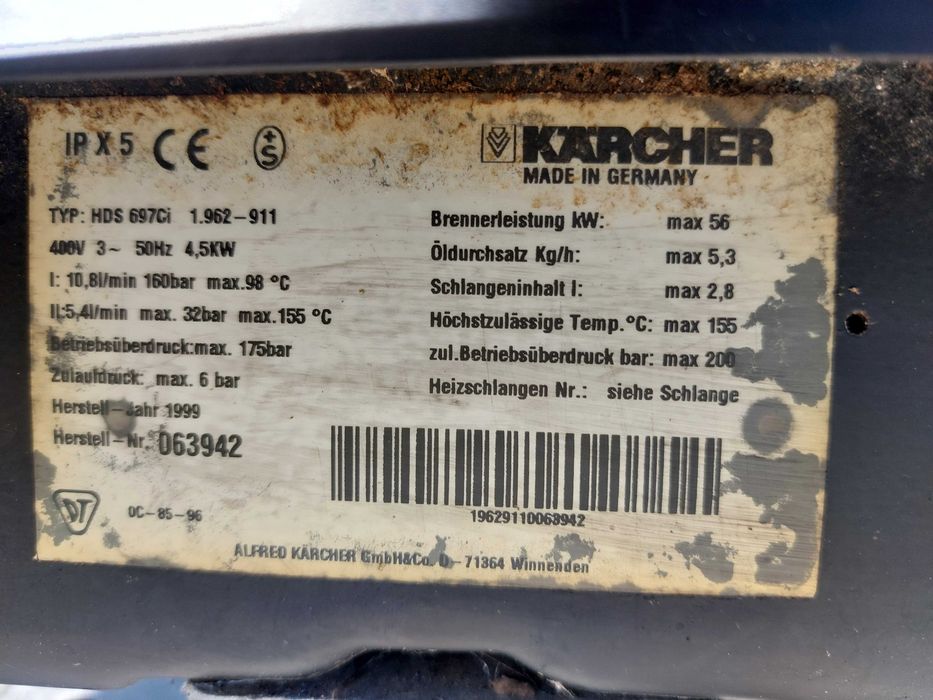 IP X 5 CE +S
KÄRCHER
MADE IN GERMANY
TYP: HDS 697Ci 1.962-911
400V 3~ 50Hz 4,5KW
I: 10,8l/min 160bar max.98 °C
II:5,4l/min max. 32bar max.155 °C
Betriebsüberdruck:max. 175bar
Zulaufdruck: max. 6 bar
Herstell-Jahr 1999
Herstell-Nr. 063942
Brennerleistung kW: max 56
Öldurchsatz Kg/h: max 5,3
Schlangeninhalt l: max 2,8
Höchstzulässige Temp.°C: max 155
zul.Betriebsüberdruck bar: max 200
Heizschlangen Nr.: siehe Schlange
19629110063942
DT
OC-85-96
ALFRED KÄRCHER GmbH&Co. D-71364 Winnenden